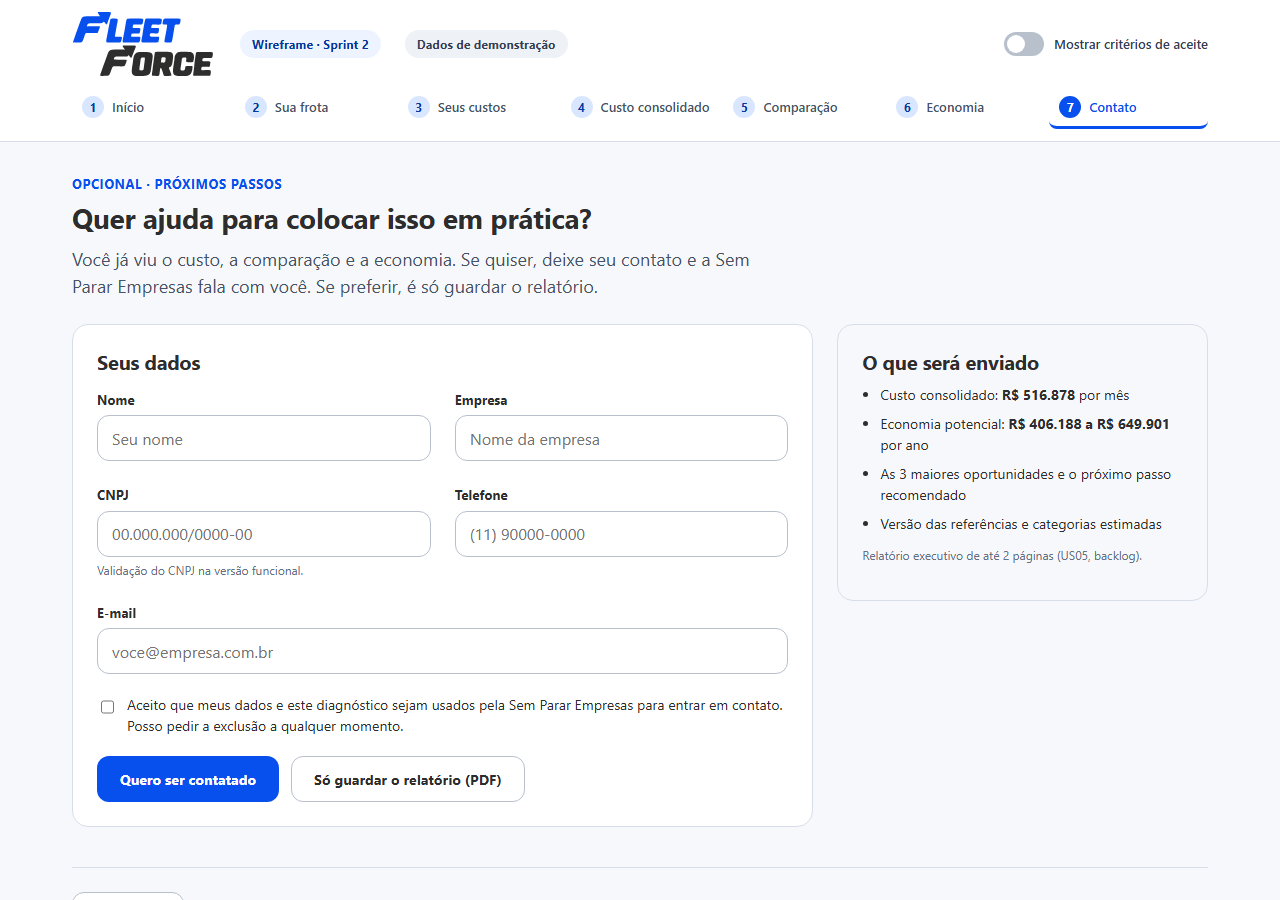 FLEET
FORCE
Wireframe · Sprint 2
Dados de demonstração
Mostrar critérios de aceite
1 Início
2 Sua frota
3 Seus custos
4 Custo consolidado
5 Comparação
6 Economia
7 Contato
OPCIONAL · PRÓXIMOS PASSOS
Quer ajuda para colocar isso em prática?
Você já viu o custo, a comparação e a economia. Se quiser, deixe seu contato e a Sem
Parar Empresas fala com você. Se preferir, é só guardar o relatório.
Seus dados
Nome
Seu nome
Empresa
Nome da empresa
CNPJ
00.000.000/0000-00
Validação do CNPJ na versão funcional.
Telefone
(11) 90000-0000
E-mail
voce@empresa.com.br
Aceito que meus dados e este diagnóstico sejam usados pela Sem Parar Empresas para entrar em contato.
Posso pedir a exclusão a qualquer momento.
Quero ser contatado
Só guardar o relatório (PDF)
O que será enviado
• Custo consolidado: R$ 516.878 por mês
• Economia potencial: R$ 406.188 a R$ 649.901
por ano
• As 3 maiores oportunidades e o próximo passo
recomendado
• Versão das referências e categorias estimadas
Relatório executivo de até 2 páginas (US05, backlog).